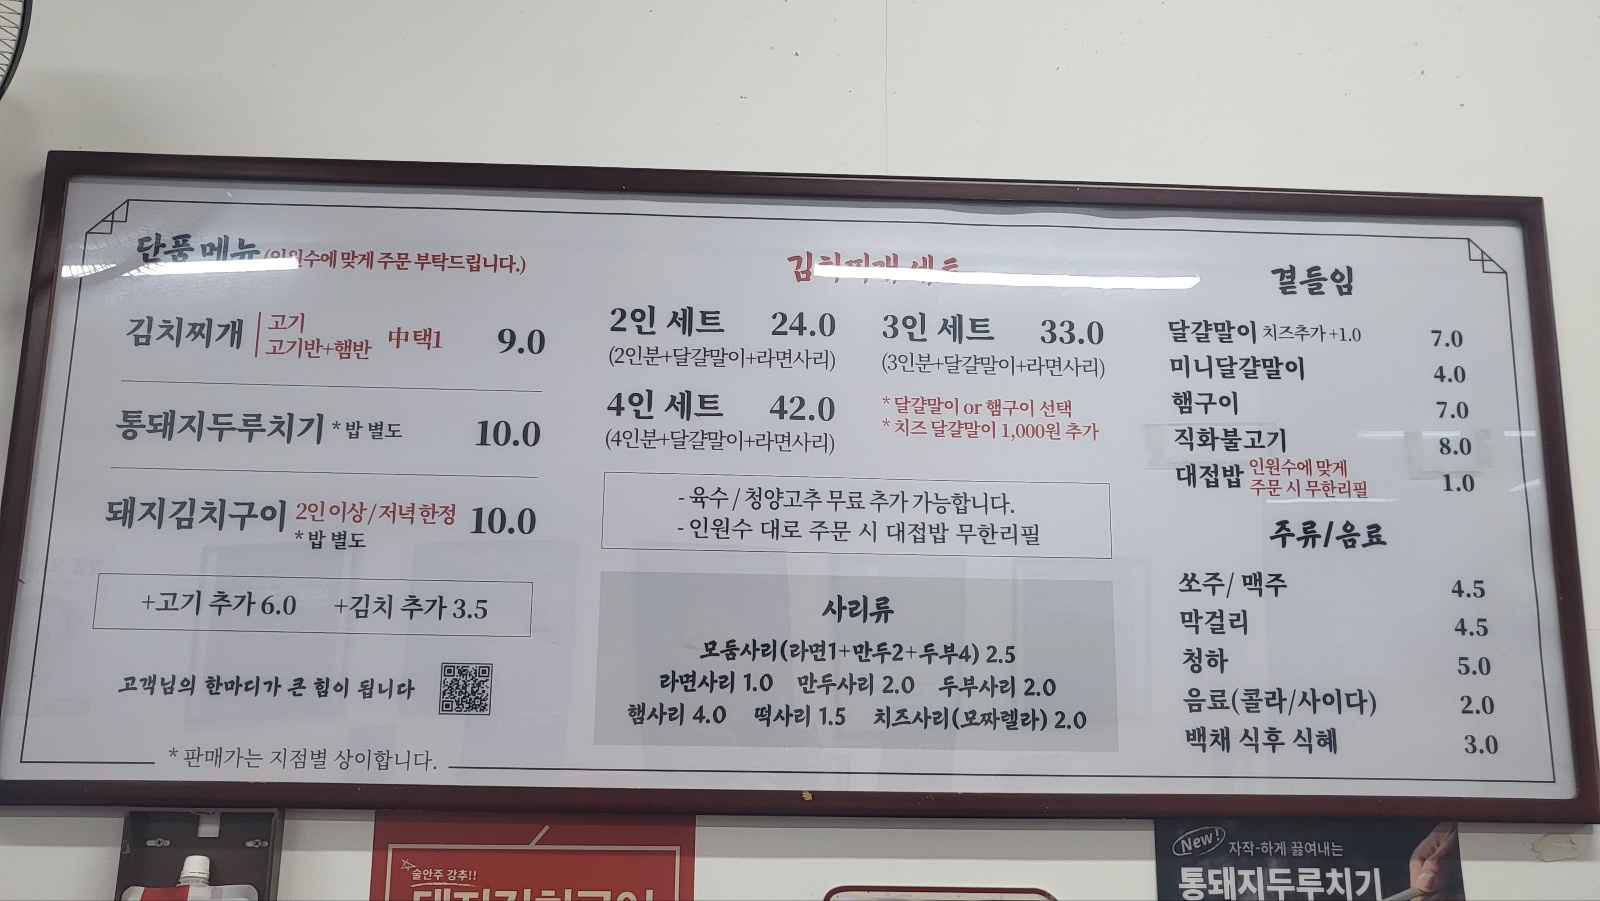 단품 메뉴 (인원수에 맞게 주문 부탁드립니다.)
김치찌개 고기 고기반+햄반 中 택1 9.0
통돼지두루치기 * 밥 별도 10.0
돼지김치구이 2인 이상/저녁 한정 10.0
* 밥 별도
+고기 추가 6.0 +김치 추가 3.5
고객님의 한마디가 큰 힘이 됩니다
* 판매가는 지점별 상이합니다.
김치찌개 세트
2인 세트 24.0
(2인분+달걀말이+라면사리)
3인 세트 33.0
(3인분+달걀말이+라면사리)
4인 세트 42.0
(4인분+달걀말이+라면사리)
* 달걀말이 or 햄구이 선택
* 치즈 달걀말이 1,000원 추가
- 육수 / 청양고추 무료 추가 가능합니다.
- 인원수 대로 주문 시 대접밥 무한리필
사리류
모둠사리(라면1+만두2+두부4) 2.5
라면사리 1.0 만두사리 2.0 두부사리 2.0
햄사리 4.0 떡사리 1.5 치즈사리(모짜렐라) 2.0
곁들임
달걀말이 치즈추가 +1.0 7.0
미니달걀말이 4.0
햄구이 7.0
직화불고기 8.0
대접밥 인원수에 맞게 주문 시 무한리필 1.0
주류/음료
쏘주/ 맥주 4.5
막걸리 4.5
청하 5.0
음료(콜라/사이다) 2.0
백채 식후 식혜 3.0
술안주 강추!!
돼지김치구이
New!
자작-하게 끓여내는
통돼지두루치기